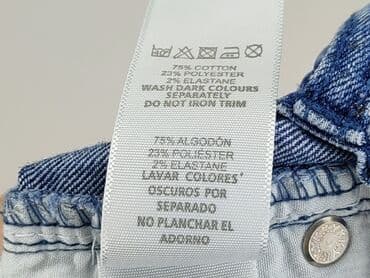 75% COTTON
23% POLYESTER
2% ELASTANE
WASH DARK COLOURS
SEPARATELY
DO NOT IRON TRIM
75% ALGODÓN
23% POLIÉSTER
2% ELASTANE
LAVAR COLORES
OSCUROS POR
SEPARADO
NO PLANCHAR EL
ADORNO